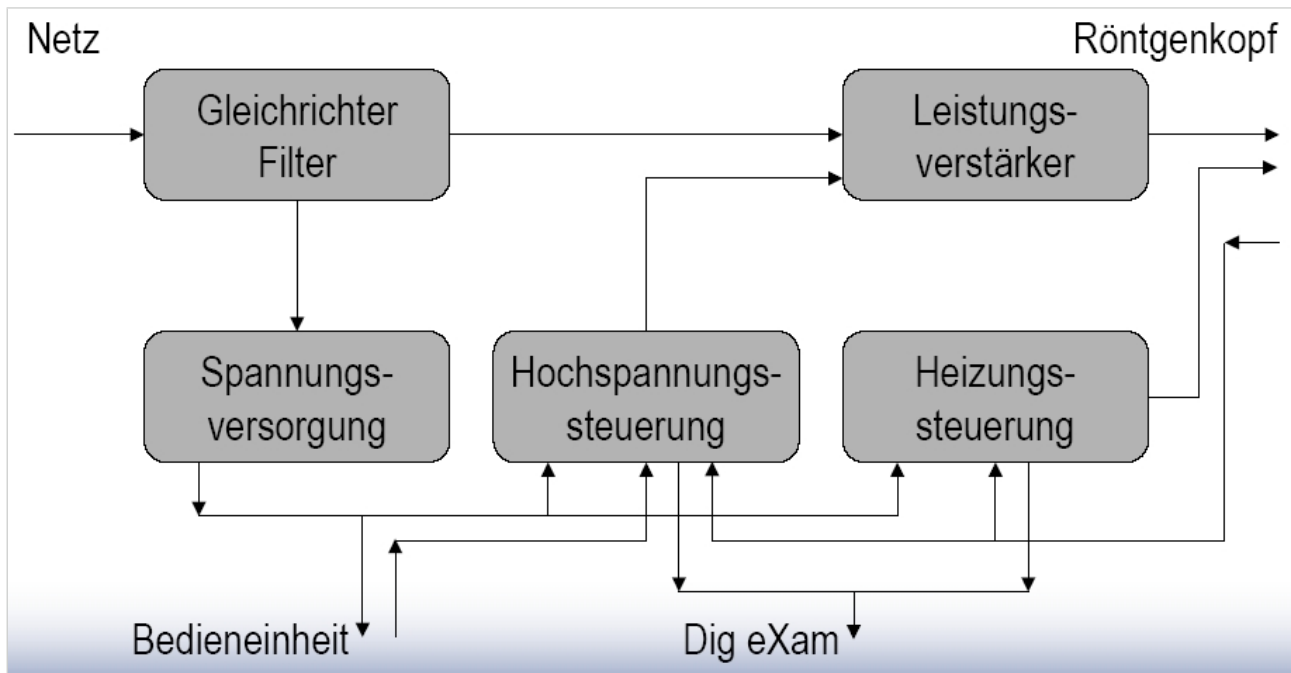 Netz
Röntgenkopf
Gleichrichter
Filter
Leistungs-
verstärker
Spannungs-
versorgung
Hochspannungs-
steuerung
Heizungs-
steuerung
Bedieneinheit
Dig eXam